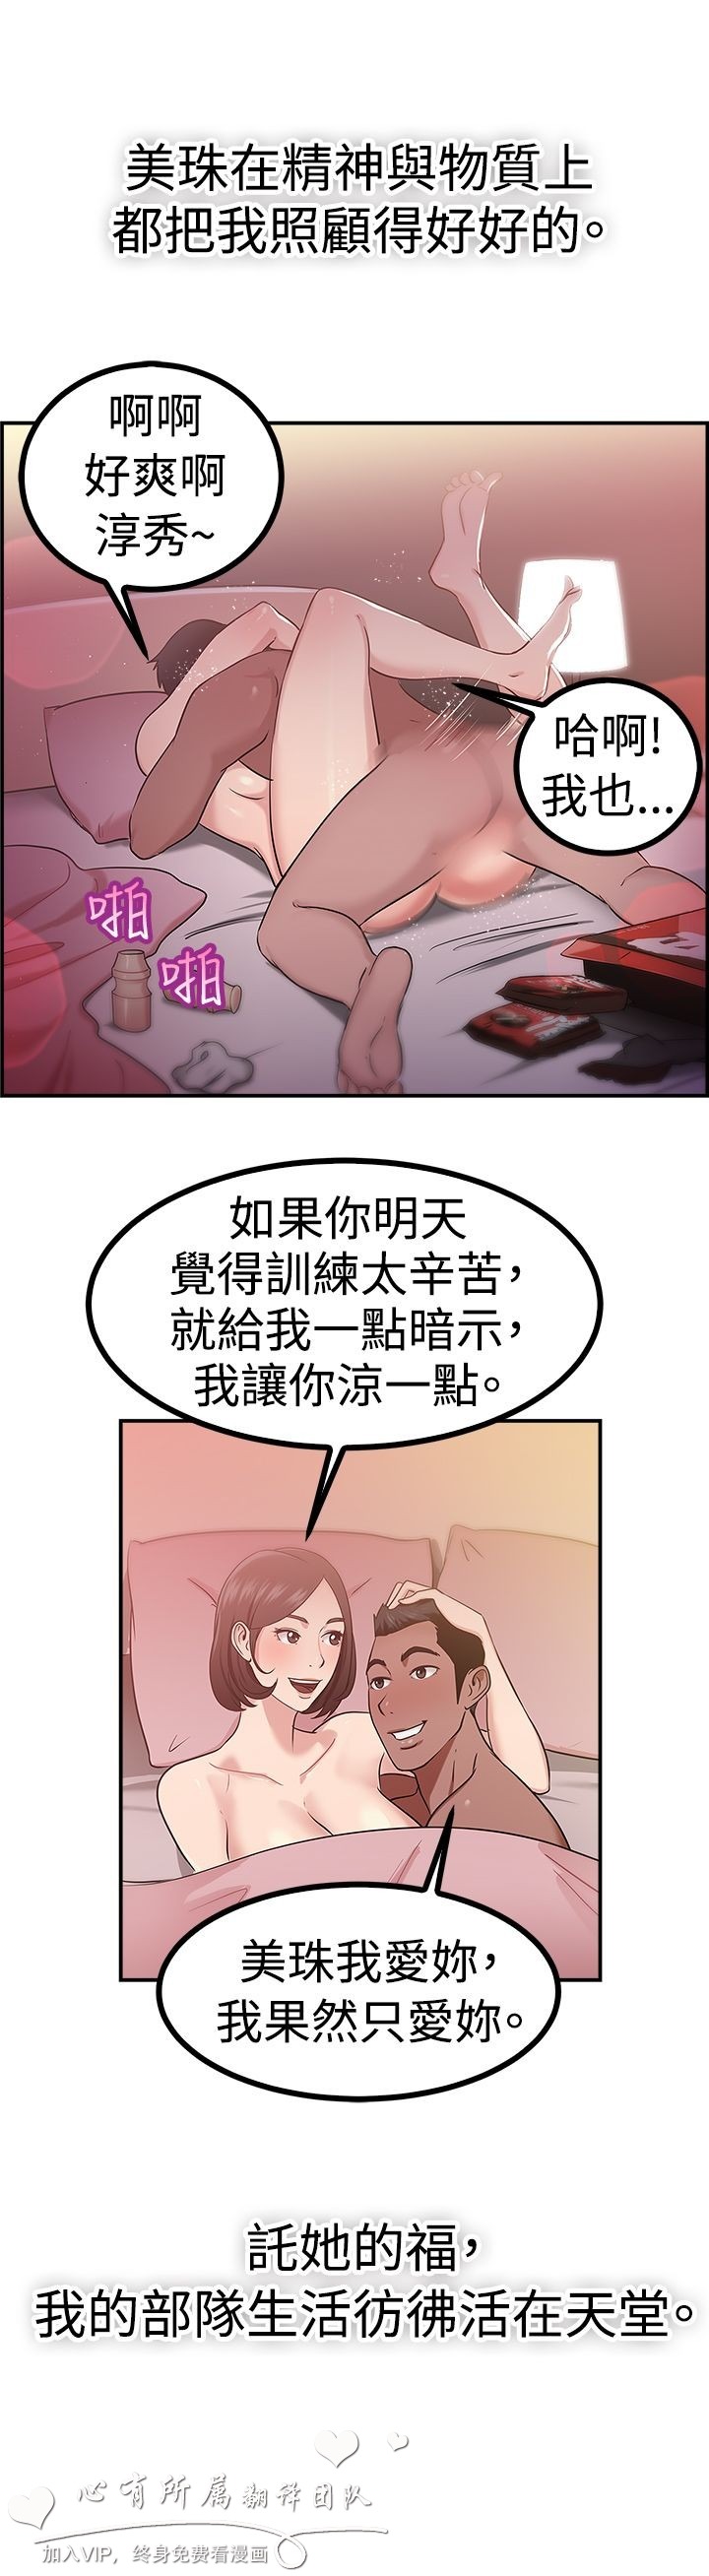 美珠在精神與物質上
都把我照顧得好好的。
啊啊
好爽啊
淳秀~
哈啊!
我也...
啪
啪
如果你明天
覺得訓練太辛苦,
就給我一點暗示,
我讓你涼一點。
美珠我愛妳,
我果然只愛妳。
託她的福,
我的部隊生活彷彿活在天堂。
心有所属翻译团队
加入VIP，终身免费看漫画